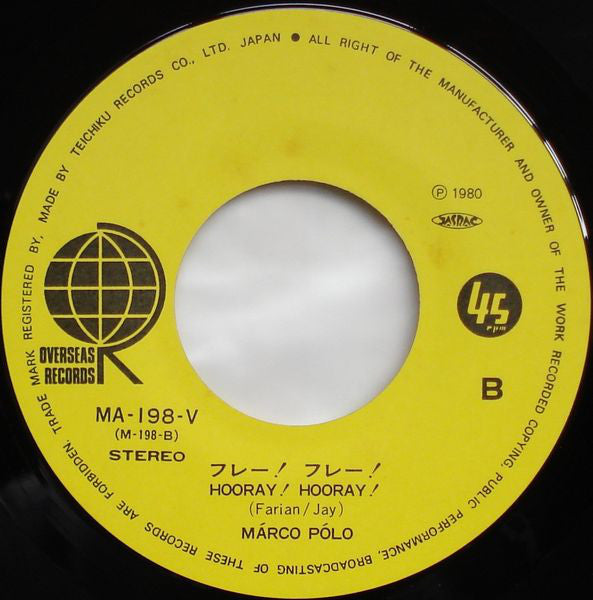 TRADE MARK REGISTERED BY, MADE BY TEICHIKU RECORDS CO., LTD. JAPAN ● ALL RIGHT OF THE MANUFACTURER AND OWNER OF THE WORK RECORDED COPYING, PUBLIC PERFORMANCE, BROADCASTING OF THESE RECORDS ARE FORBIDDEN,
Ⓟ 1980
JASRAC
45
rpm
OVERSEAS
RECORDS
B
MA-198-V
(M-198-B)
STEREO
フレー! フレー!
HOORAY! HOORAY!
(Farian/Jay)
MÁRCO PÓLO